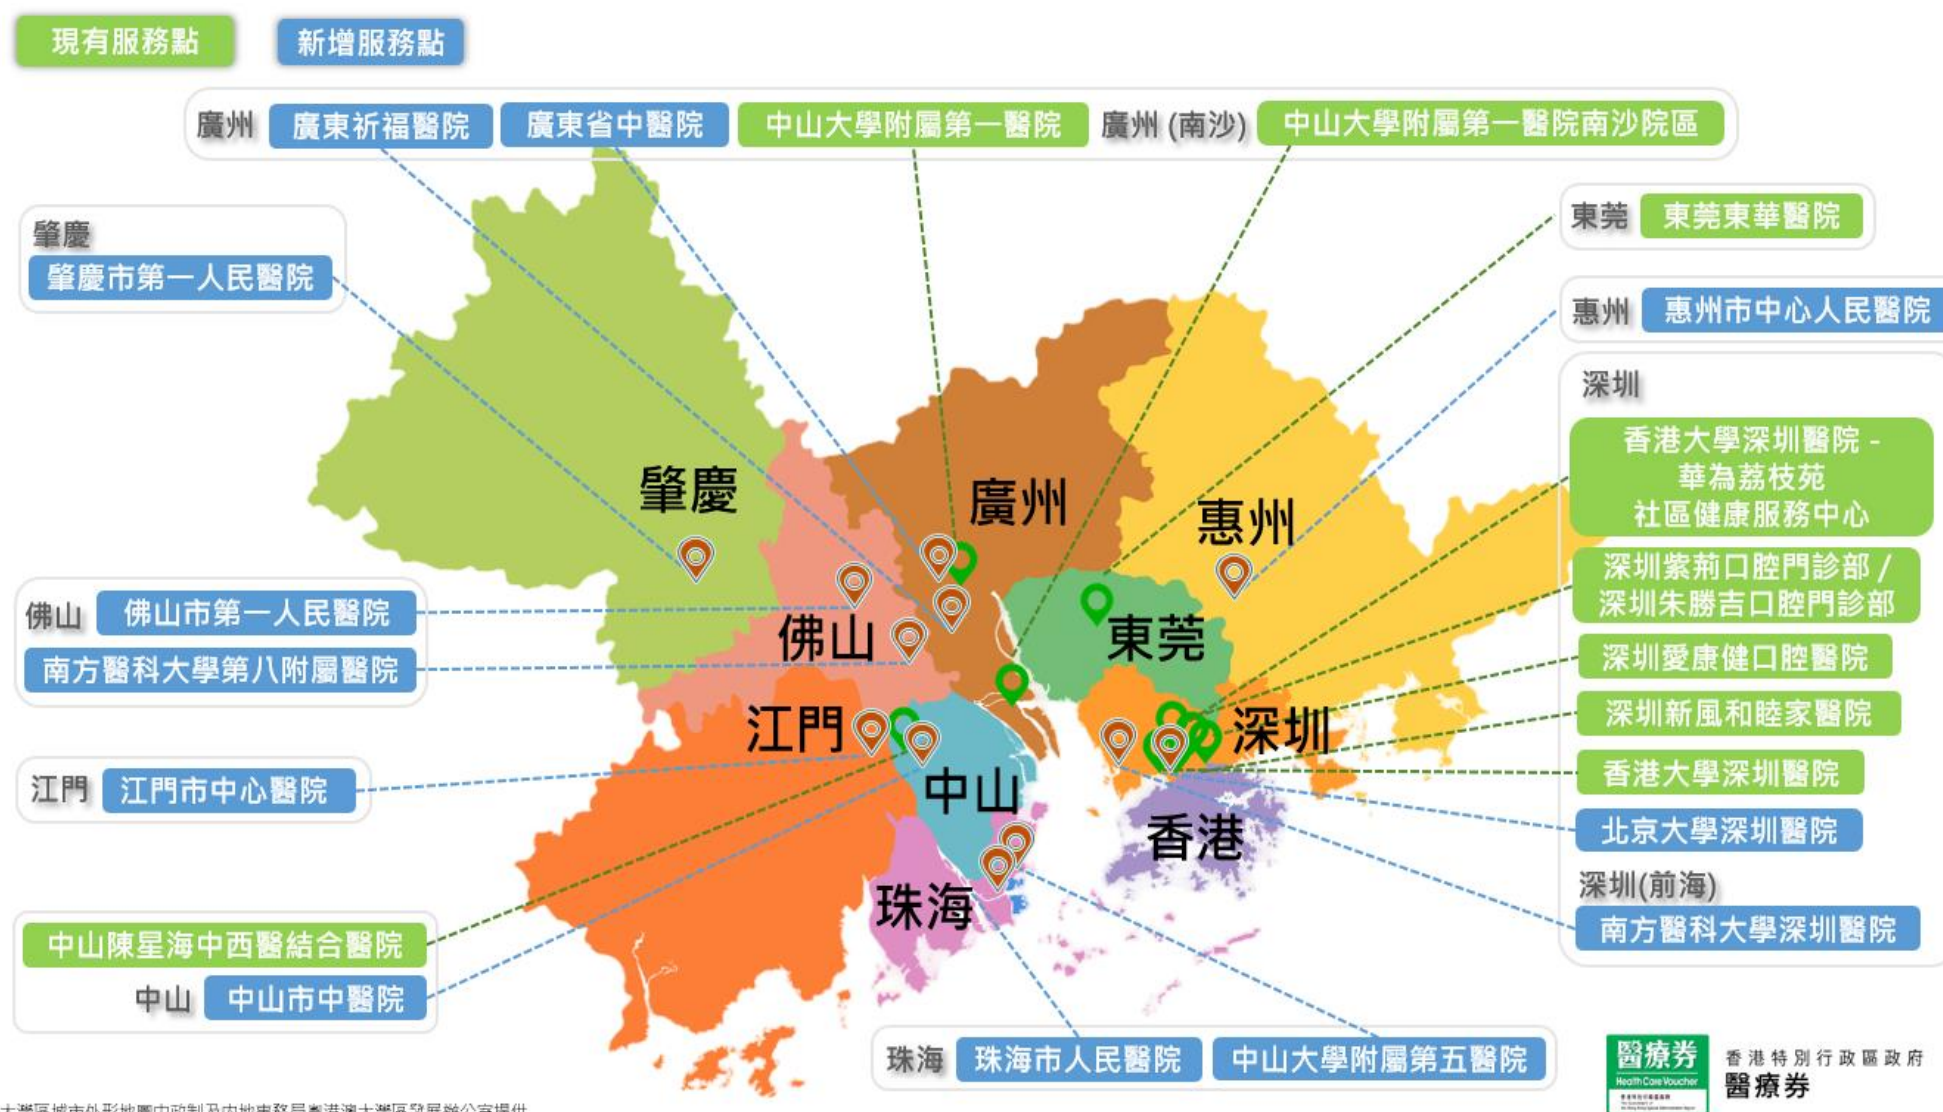 現有服務點
新增服務點
廣州 廣東祈福醫院 廣東省中醫院 中山大學附屬第一醫院 廣州 (南沙) 中山大學附屬第一醫院南沙院區
肇慶
肇慶市第一人民醫院
東莞 東莞東華醫院
惠州 惠州市中心人民醫院
深圳
香港大學深圳醫院 -
華為荔枝苑
社區健康服務中心
深圳紫荊口腔門診部 /
深圳朱勝吉口腔門診部
深圳愛康健口腔醫院
深圳新風和睦家醫院
香港大學深圳醫院
北京大學深圳醫院
深圳(前海)
南方醫科大學深圳醫院
肇慶
廣州
惠州
佛山
東莞
江門
深圳
中山
香港
珠海
佛山 佛山市第一人民醫院
南方醫科大學第八附屬醫院
江門 江門市中心醫院
中山陳星海中西醫結合醫院
中山 中山市中醫院
珠海 珠海市人民醫院 中山大學附屬第五醫院
醫療券
Health Care Voucher
香港特別行政區政府
醫療券